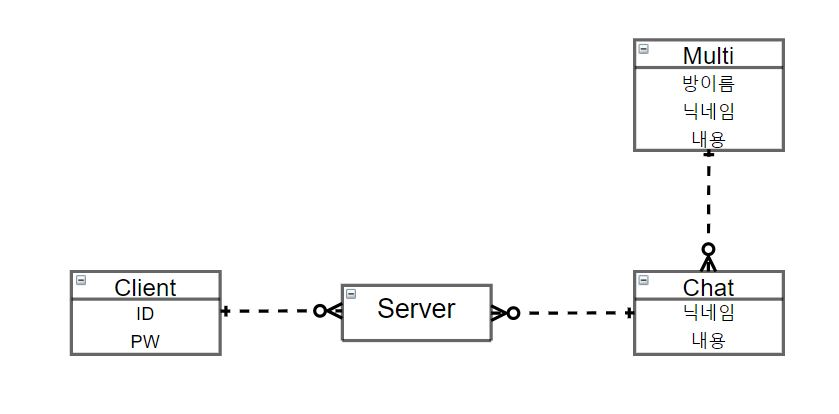 Multi
방이름
닉네임
내용
Client
ID
PW
Server
Chat
닉네임
내용